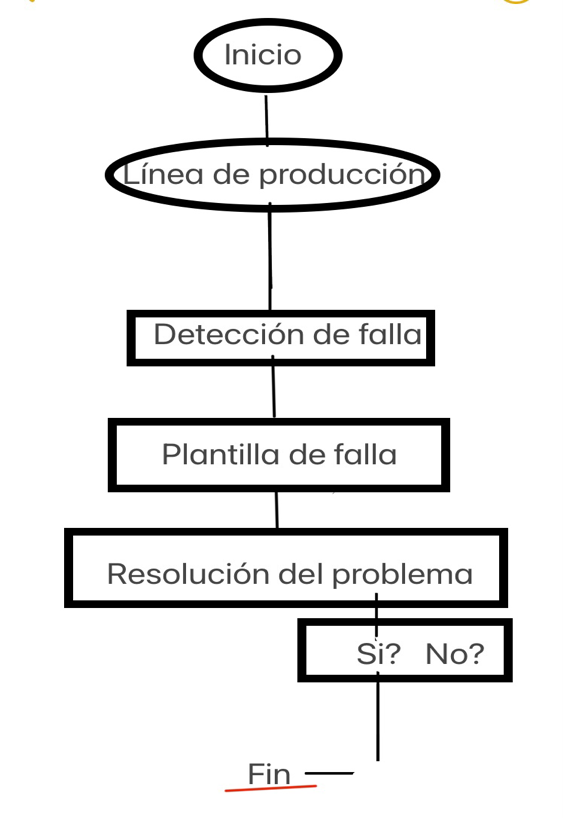 Inicio
Línea de producción
Detección de falla
Plantilla de falla
Resolución del problema
Si? No?
Fin